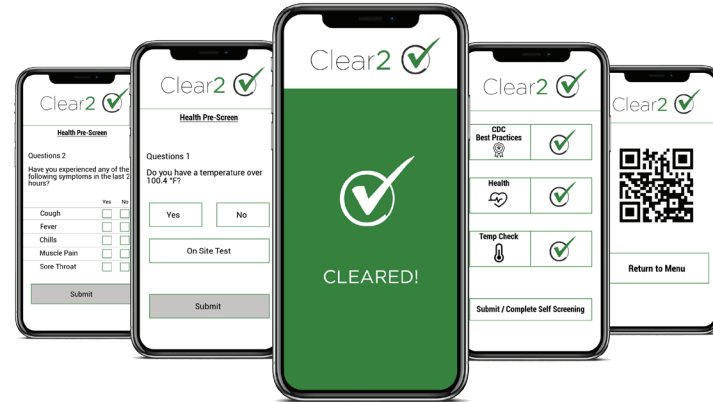 Clear2
Health Pre-Screen
Questions 2
Have you experienced any of the
following symptoms in the last 2
hours?
Yes No
Cough
Fever
Chills
Muscle Pain
Sore Throat
Submit
Clear2
Health Pre-Screen
Questions 1
Do you have a temperature over
100.4 °F?
Yes
No
On Site Test
Submit
Clear2
CLEARED!
Clear2
CDC
Best Practices
Health
Temp Check
Submit / Complete Self Screening
Clear2
Return to Menu